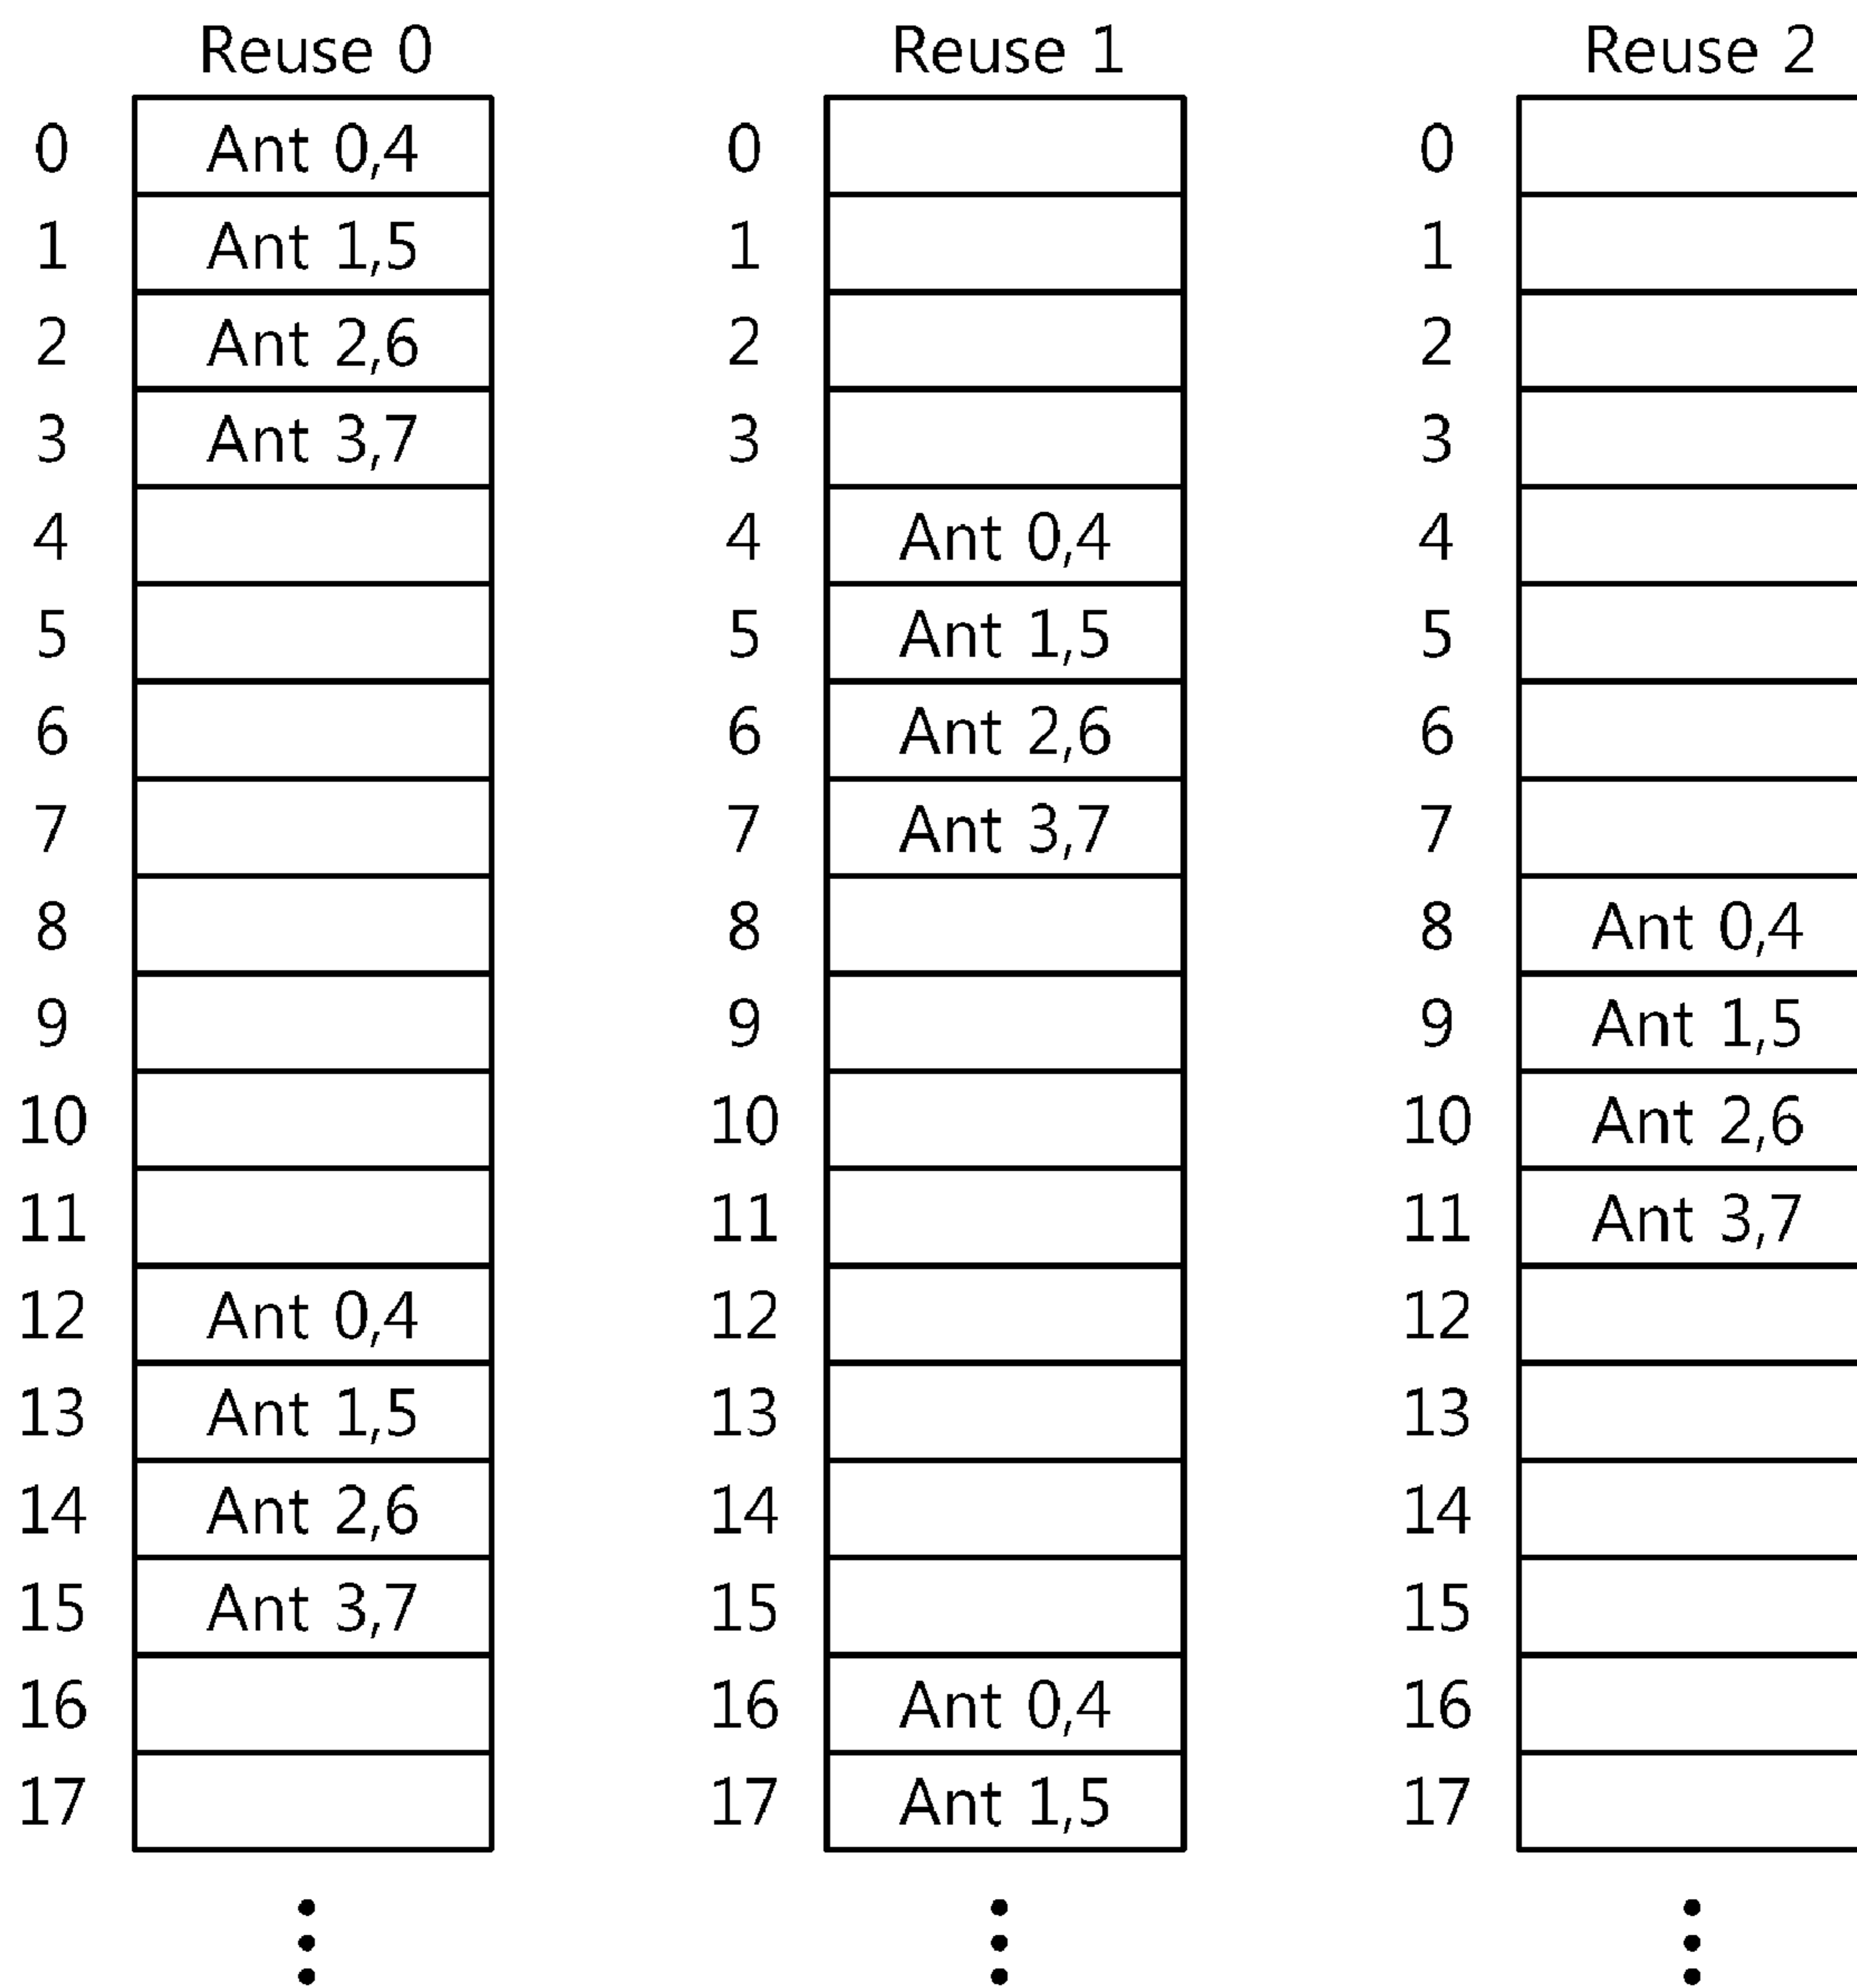 Reuse 0 Reuse 1 Reuse 2
0 Ant 0,4 0 0
1 Ant 1,5 1 1
2 Ant 2,6 2 2
3 Ant 3,7 3 3
4 4 Ant 0,4 4
5 5 Ant 1,5 5
6 6 Ant 2,6 6
7 7 Ant 3,7 7
8 8 8 Ant 0,4
9 9 9 Ant 1,5
10 10 10 Ant 2,6
11 11 11 Ant 3,7
12 Ant 0,4 12 12
13 Ant 1,5 13 13
14 Ant 2,6 14 14
15 Ant 3,7 15 15
16 16 Ant 0,4 16
17 17 Ant 1,5 17